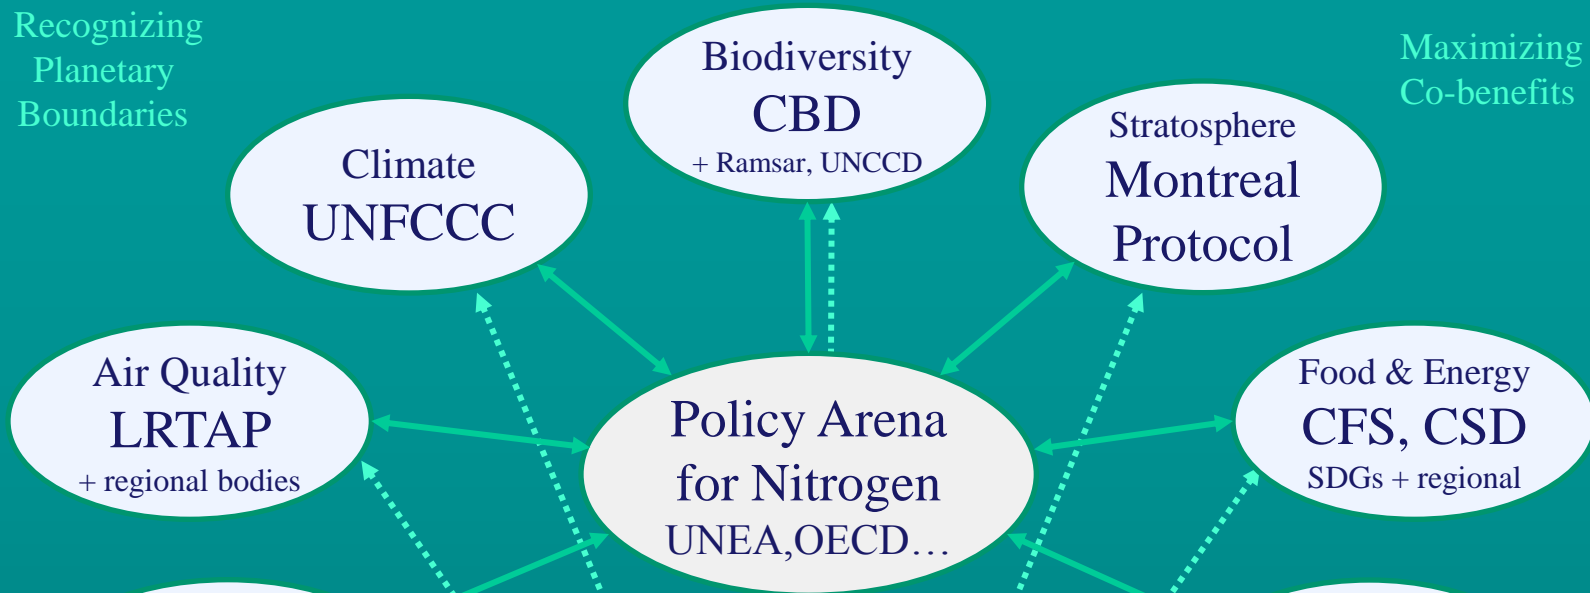 Recognizing
Planetary
Boundaries
Maximizing
Co-benefits
Biodiversity
CBD
+ Ramsar, UNCCD
Climate
UNFCCC
Stratosphere
Montreal
Protocol
Air Quality
LRTAP
+ regional bodies
Policy Arena
for Nitrogen
UNEA,OECD…
Food & Energy
CFS, CSD
SDGs + regional